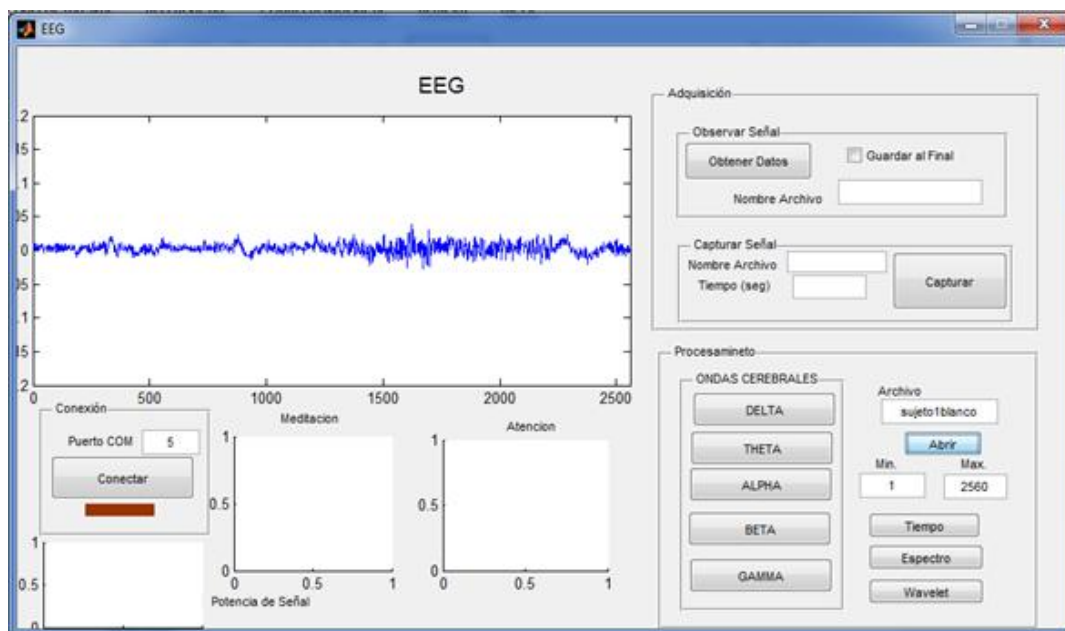 EEG
EEG
.2
15
.1
05
0
05
.1
15
.2
0 500 1000 1500 2000 2500
Conexión
Puerto COM 5
Conectar
1
0.5
0
Meditacion
1
0.5
0
0 0.5 1
Potencia de Señal
Atencion
1
0.5
0
0 0.5 1
Adquisición
Observar Señal
Obtener Datos
Guardar al Final
Nombre Archivo
Capturar Señal
Nombre Archivo
Tiempo (seg)
Capturar
Procesamineto
ONDAS CEREBRALES
DELTA
THETA
ALPHA
BETA
GAMMA
Archivo
sujeto1blanco
Abrir
Min. Max.
1 2560
Tiempo
Espectro
Wavelet